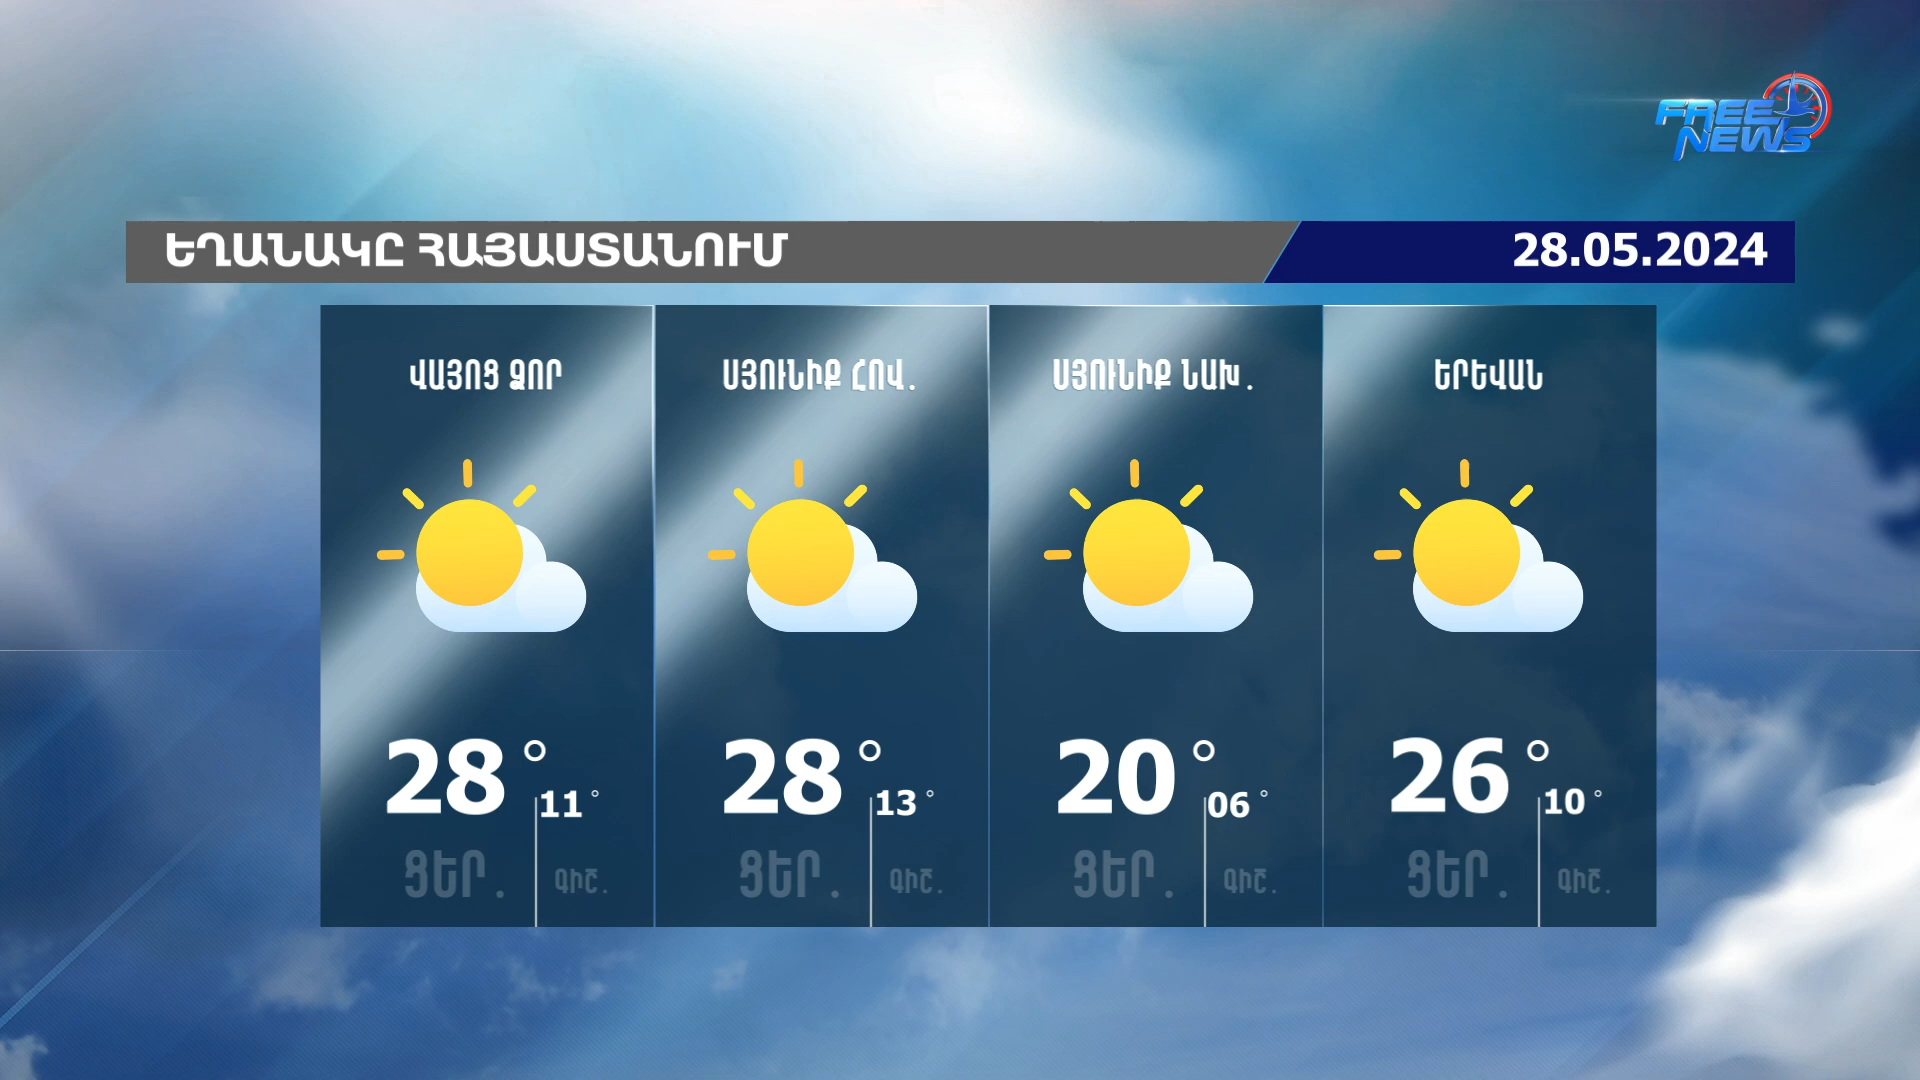 FREE
NEWS
ԵՂԱՆԱԿԸ ՀԱՅԱՍՏԱՆՈՒՄ
28.05.2024
ՎԱՅՈՑ ՁՈՐ
28°
11°
ՑԵՐ.
ԳԻՇ.
ՍՅՈՒՆԻՔ ՀՈՎ.
28°
13°
ՑԵՐ.
ԳԻՇ.
ՍՅՈՒՆԻՔ ՆԱԽ.
20°
06°
ՑԵՐ.
ԳԻՇ.
ԵՐԵՎԱՆ
26°
10°
ՑԵՐ.
ԳԻՇ.